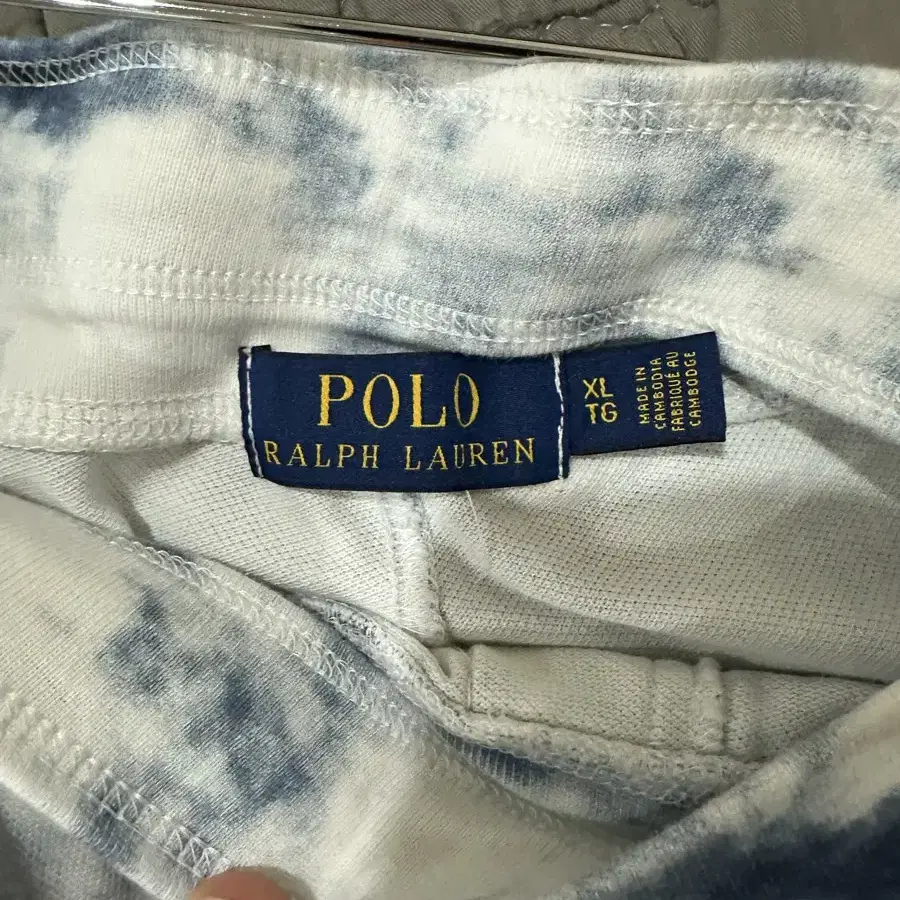 POLO
RALPH LAUREN
XL
TG
MADE IN
CAMBODIA
FABRIQUÉ AU
CAMBODGE